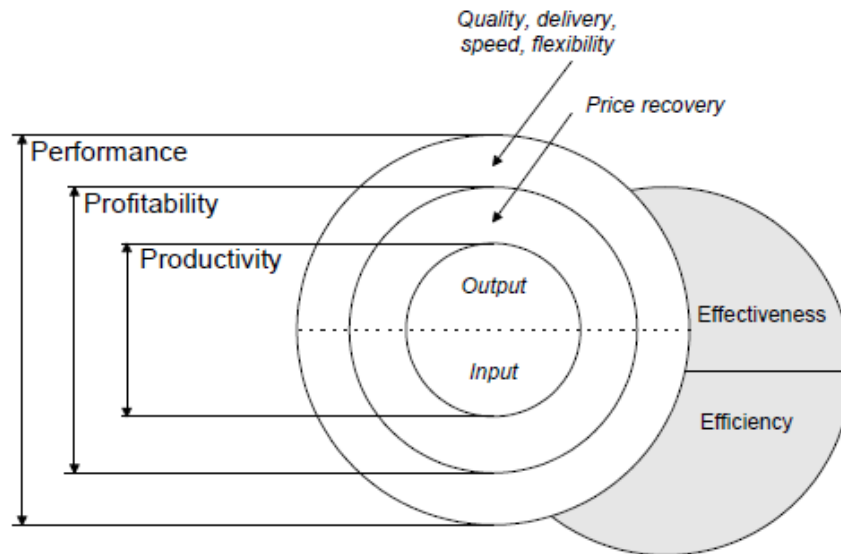 Quality, delivery,
speed, flexibility
Price recovery
Performance
Profitability
Productivity
Output
Effectiveness
Input
Efficiency